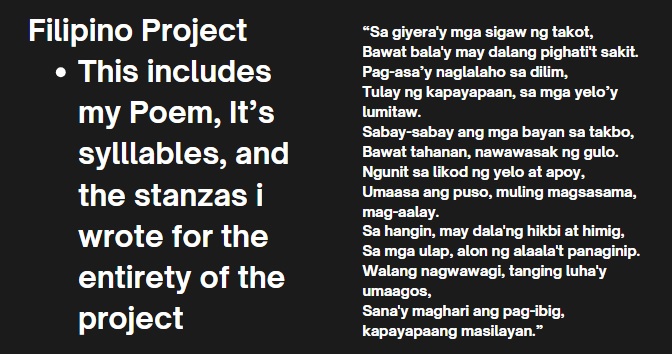 Filipino Project
• This includes
my Poem, It’s
sylllables, and
the stanzas i
wrote for the
entirety of the
project
“Sa giyera'y mga sigaw ng takot,
Bawat bala'y may dalang pighati't sakit.
Pag-asa’y naglalaho sa dilim,
Tulay ng kapayapaan, sa mga yelo’y
lumitaw.
Sabay-sabay ang mga bayan sa takbo,
Bawat tahanan, nawawasak ng gulo.
Ngunit sa likod ng yelo at apoy,
Umaasa ang puso, muling magsasama,
mag-aalay.
Sa hangin, may dala'ng hikbi at himig,
Sa mga ulap, alon ng alaala't panaginip.
Walang nagwawagi, tanging luha'y
umaagos,
Sana'y maghari ang pag-ibig,
kapayapaang masilayan.”